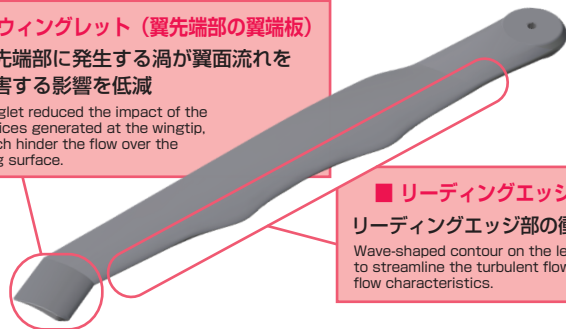 ウィングレット（翼先端部の翼端板）
先端部に発生する渦が翼面流れを
害する影響を低減
glet reduced the impact of the
ices generated at the wingtip,
ch hinder the flow over the
g surface.
■ リーディングエッジ
リーディングエッジ部の
Wave-shaped contour on the le
to streamline the turbulent flow
flow characteristics.